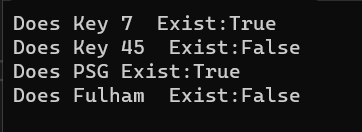 Does Key 7  Exist:True
Does Key 45  Exist:False
Does PSG Exist:True
Does Fulham  Exist:False